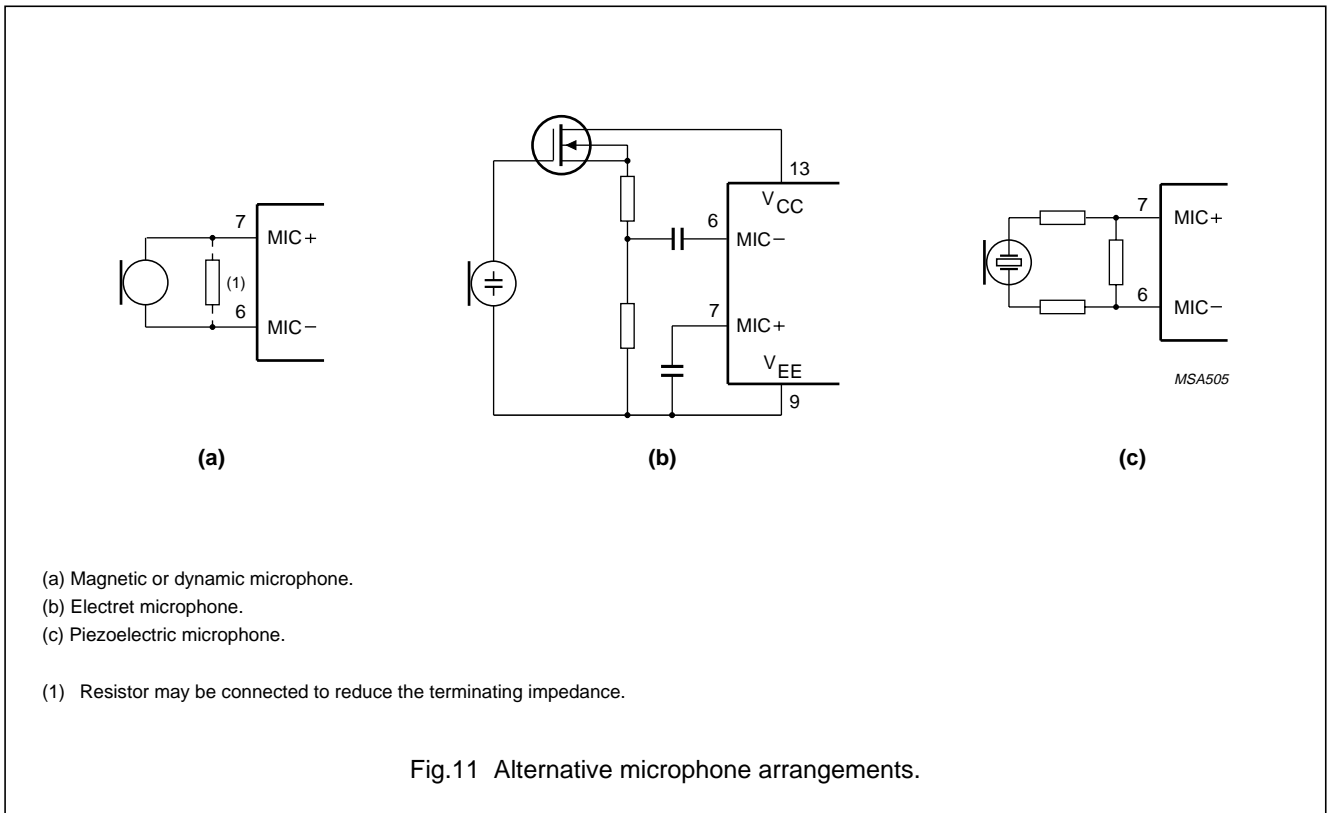 7
MIC+
(1)
6
MIC−
13
VCC
6
MIC−
7
MIC+
VEE
9
7
MIC+
6
MIC−
MSA505
(a)
(b)
(c)
(a) Magnetic or dynamic microphone.
(b) Electret microphone.
(c) Piezoelectric microphone.
(1) Resistor may be connected to reduce the terminating impedance.
Fig.11 Alternative microphone arrangements.